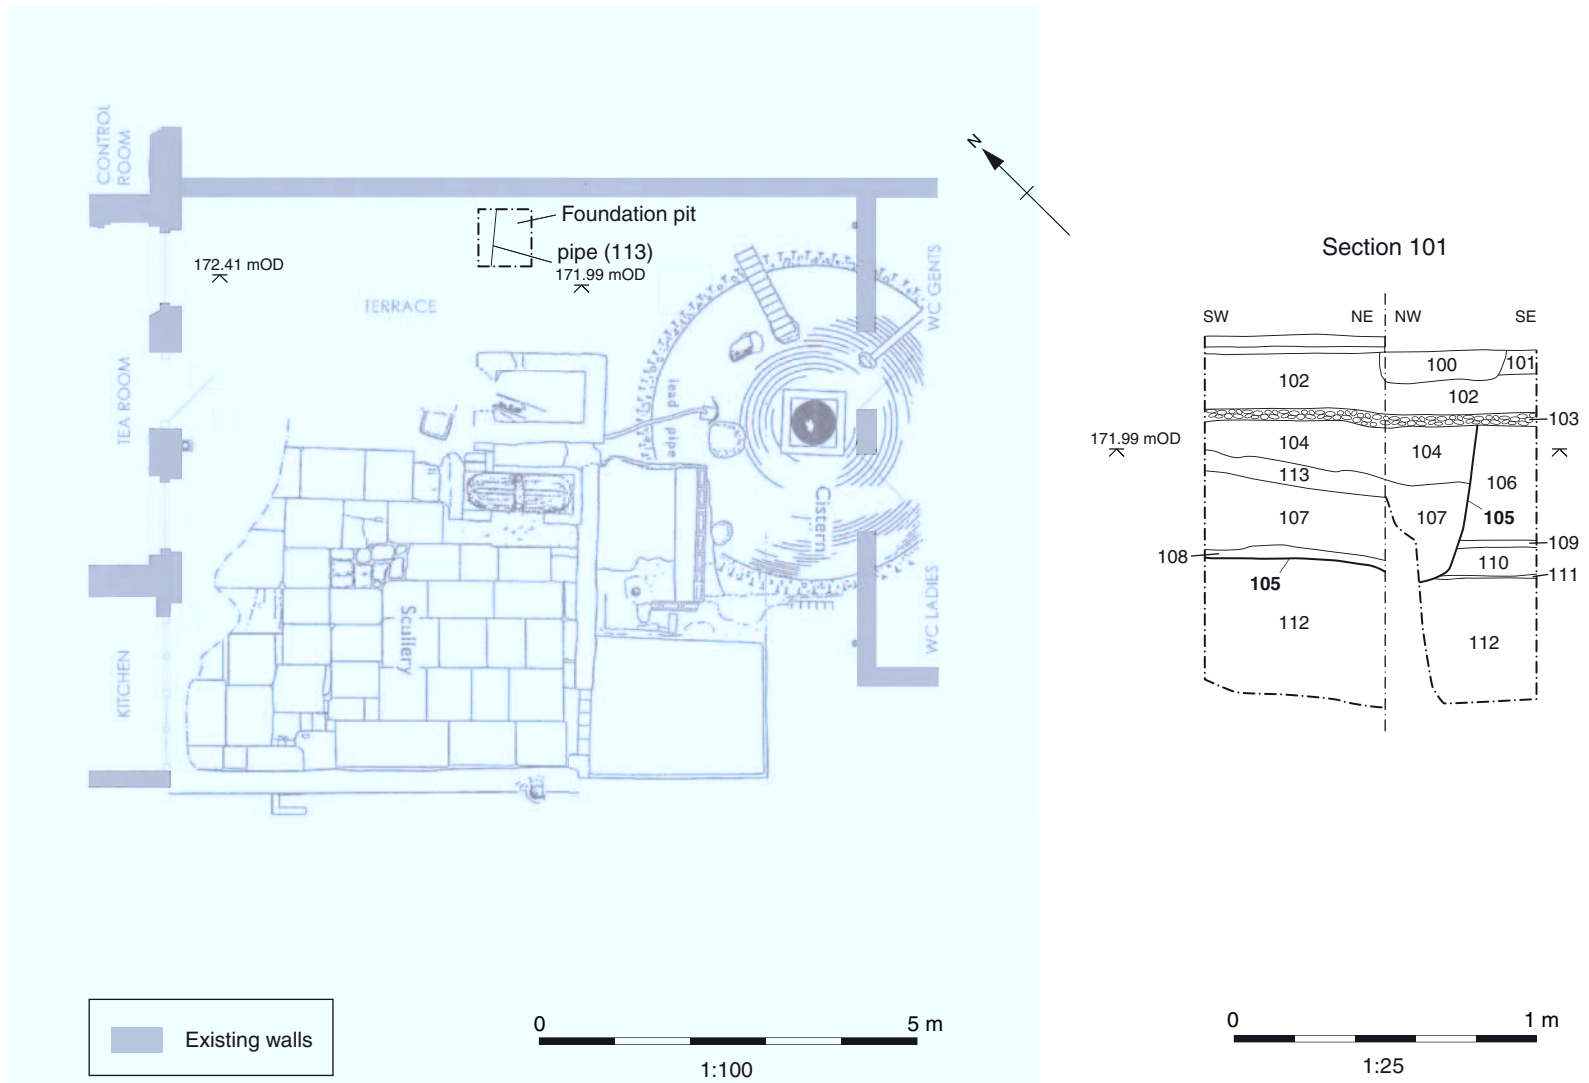 CONTROL
ROOM
N
Foundation pit
pipe (113)
171.99 mOD
172.41 mOD
TERRACE
WC GENTS
TEA ROOM
lead pipe
Cistern
Scullery
WC LADIES
KITCHEN
Existing walls
0 5 m
1:100
Section 101
SW NE NW SE
100 101
102
102
103
171.99 mOD
104 104
113 106
107 107 105
109
108 110
111
105
112
112
0 1 m
1:25